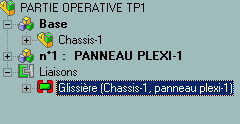 PARTIE OPERATIVE TP1
Base
Chassis-1
n°1 : PANNEAU PLEXI-1
Liaisons
Glissière (Chassis-1, panneau plexi-1)